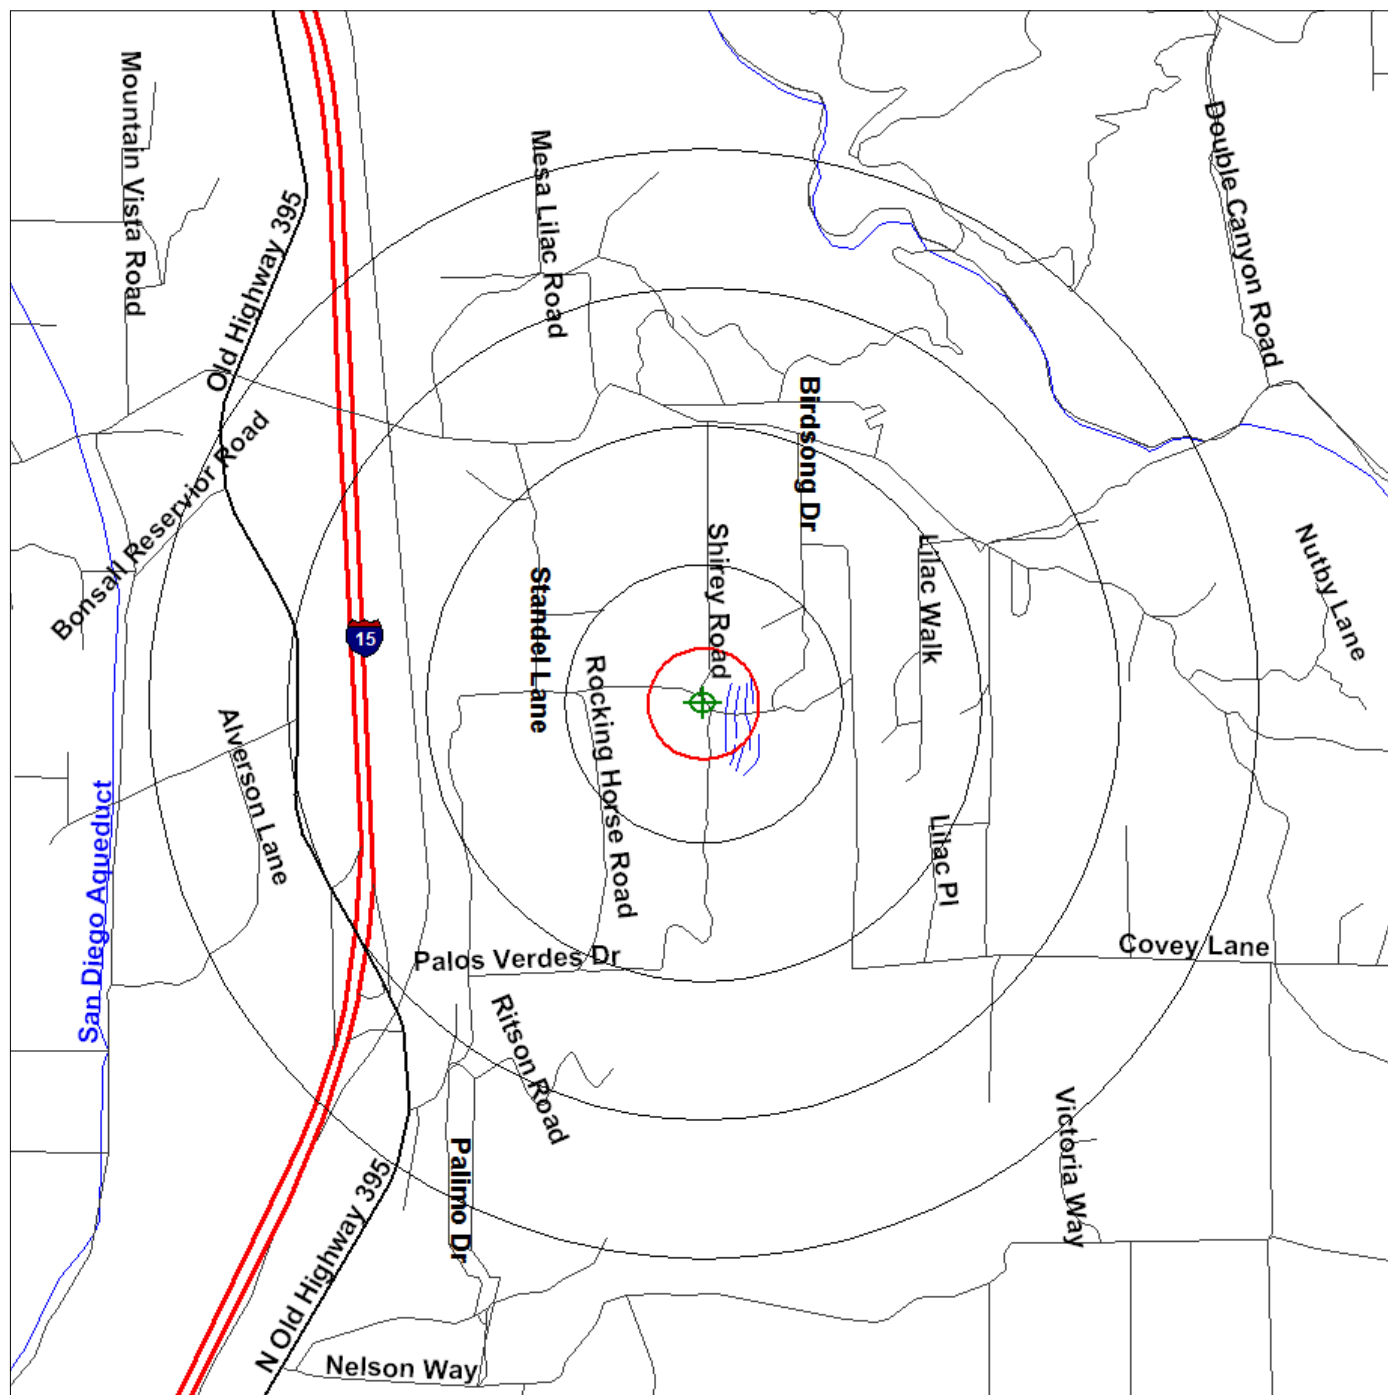 Mountain Vista Road
Mesa Lilac Road
Double Canyon Road
Old Highway 395
Birdsong Dr
Bonsall Reservior Road
Shirey Road
Lilac Walk
Nutby Lane
Standel Lane
15
Rocking Horse Road
Alverson Lane
San Diego Aqueduct
Lilac Pl
Palos Verdes Dr
Covey Lane
Ritson Road
Victoria Way
Palimo Dr
N Old Highway 395
Nelson Way